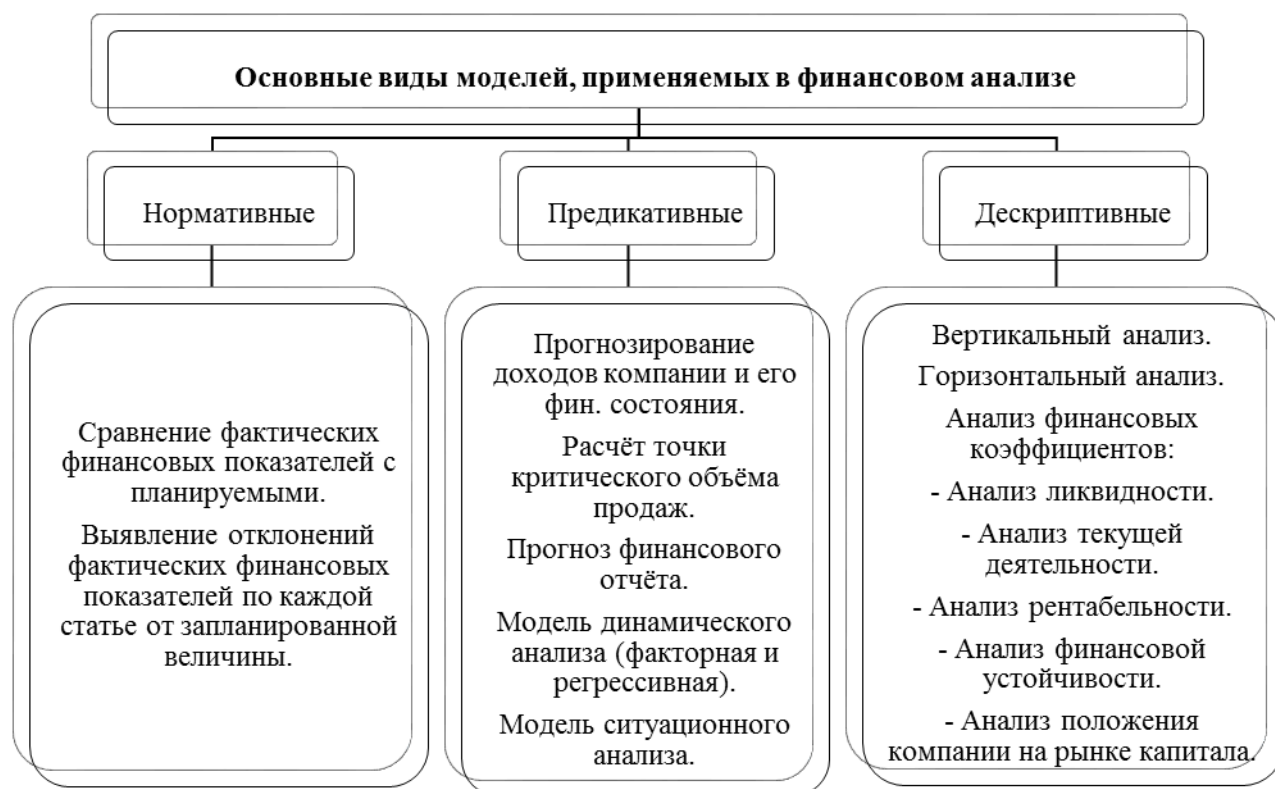 Основные виды моделей, применяемых в финансовом анализе
Нормативные
Предикативные
Дескриптивные
Сравнение фактических
финансовых показателей с
планируемыми.
Выявление отклонений
фактических финансовых
показателей по каждой
статье от запланированной
величины.
Прогнозирование
доходов компании и его
фин. состояния.
Расчёт точки
критического объёма
продаж.
Прогноз финансового
отчёта.
Модель динамического
анализа (факторная и
регрессивная).
Модель ситуационного
анализа.
Вертикальный анализ.
Горизонтальный анализ.
Анализ финансовых
коэффициентов:
- Анализ ликвидности.
- Анализ текущей
деятельности.
- Анализ рентабельности.
- Анализ финансовой
устойчивости.
- Анализ положения
компании на рынке капитала.